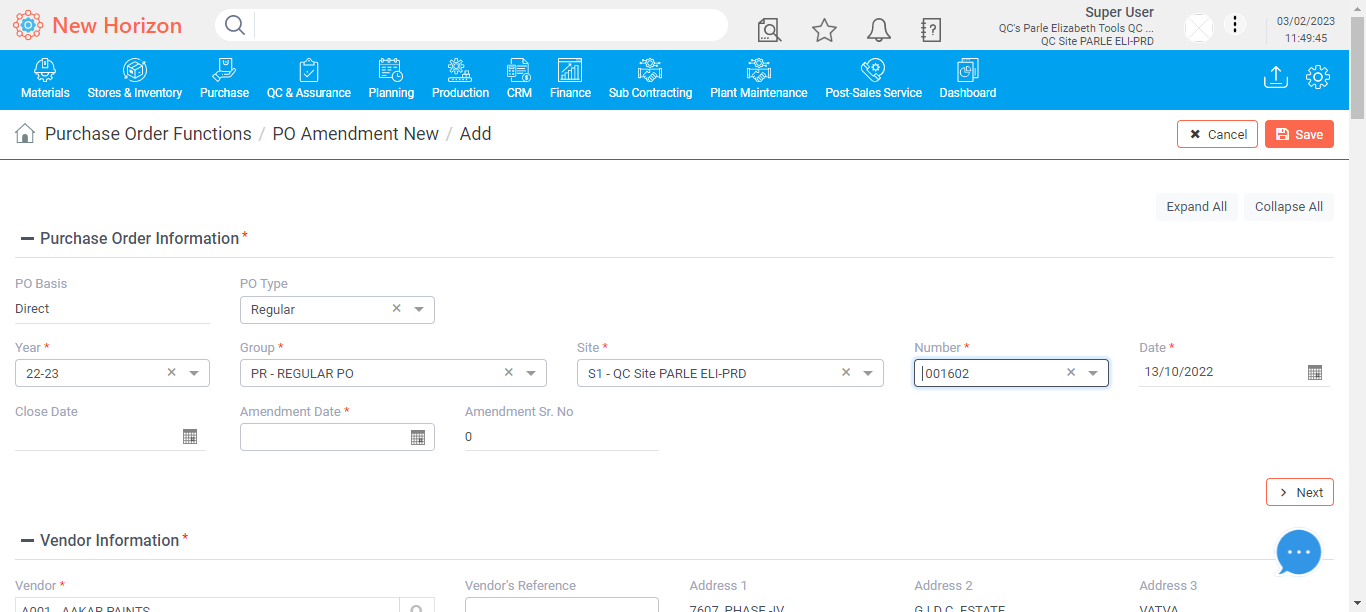 New Horizon
Super User
QC's Parle Elizabeth Tools QC ...
QC Site PARLE ELI-PRD
03/02/2023
11:49:45
Materials
Stores & Inventory
Purchase
QC & Assurance
Planning
Production
CRM
Finance
Sub Contracting
Plant Maintenance
Post-Sales Service
Dashboard
Purchase Order Functions / PO Amendment New / Add
Cancel
Save
Expand All
Collapse All
Purchase Order Information *
PO Basis
PO Type
Direct
Regular
Year *
Group *
Site *
Number *
Date *
22-23
PR - REGULAR PO
S1 - QC Site PARLE ELI-PRD
001602
13/10/2022
Close Date
Amendment Date *
Amendment Sr. No
0
Next
Vendor Information *
Vendor *
Vendor's Reference
Address 1
Address 2
Address 3
A001 - AAKAR PAINTS
7607, PHASE -IV
G.I.D.C. ESTATE
VATVA